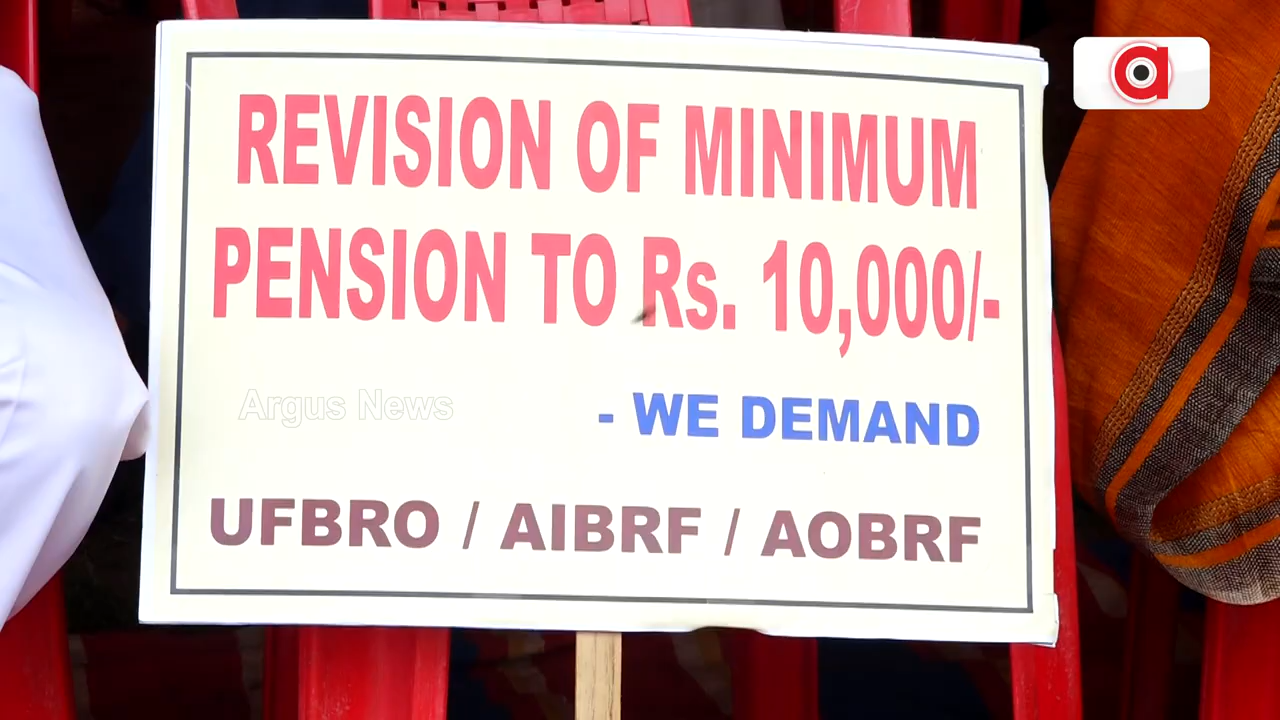 REVISION OF MINIMUM
PENSION TO Rs. 10,000/-
Argus News
- WE DEMAND
UFBRO / AIBRF / AOBRF
a